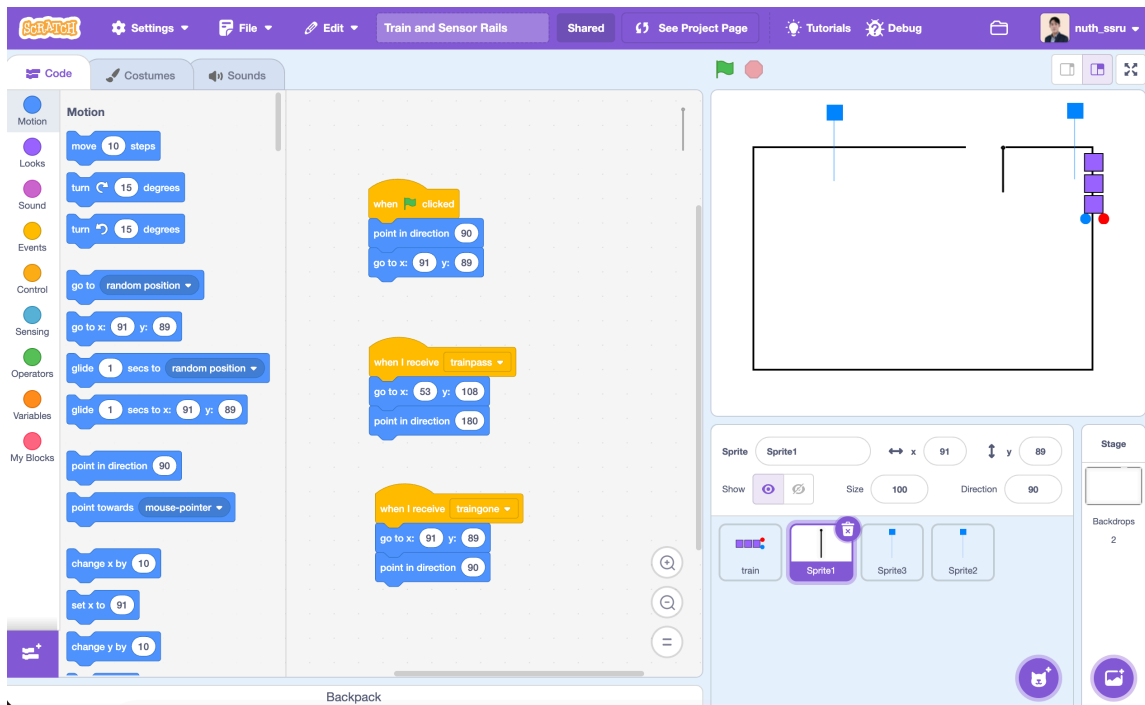 SCRATCH Settings File Edit Train and Sensor Rails Shared See Project Page Tutorials Debug nuth_ssru
Code Costumes Sounds
Motion
Looks
Sound
Events
Control
Sensing
Operators
Variables
My Blocks
Motion
move 10 steps
turn 15 degrees
turn 15 degrees
go to random position
go to x: 91 y: 89
glide 1 secs to random position
glide 1 secs to x: 91 y: 89
point in direction 90
point towards mouse-pointer
change x by 10
set x to 91
change y by 10
when clicked
point in direction 90
go to x: 91 y: 89
when I receive trainpass
go to x: 53 y: 108
point in direction 180
when I receive traingone
go to x: 91 y: 89
point in direction 90
Backpack
Sprite Sprite1 x 91 y 89
Show Size 100 Direction 90
train
Sprite1
Sprite3
Sprite2
Stage
Backdrops
2